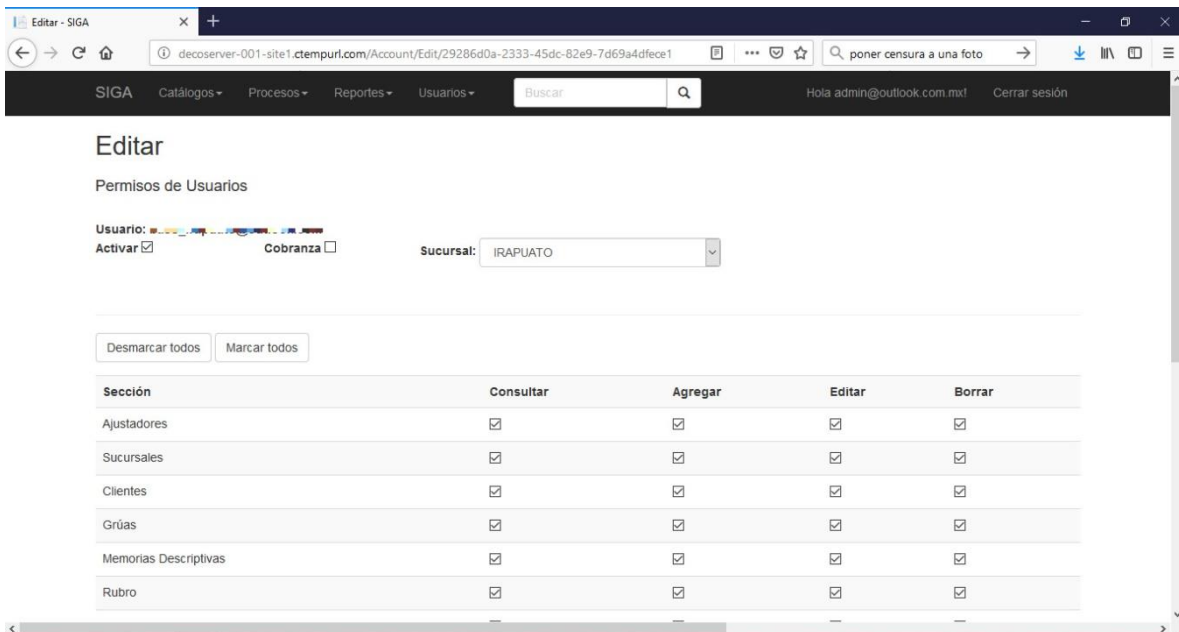 Editar - SIGA
decoserver-001-site1.ctempurl.com/Account/Edit/29286d0a-2333-45dc-82e9-7d69a4dfece1 poner censura a una foto
SIGA Catálogos Procesos Reportes Usuarios Buscar Hola admin@outlook.com.mx! Cerrar sesión
Editar
Permisos de Usuarios
Usuario:
Activar Cobranza Sucursal: IRAPUATO
Desmarcar todos Marcar todos
Sección Consultar Agregar Editar Borrar
Ajustadores
Sucursales
Clientes
Grúas
Memorias Descriptivas
Rubro